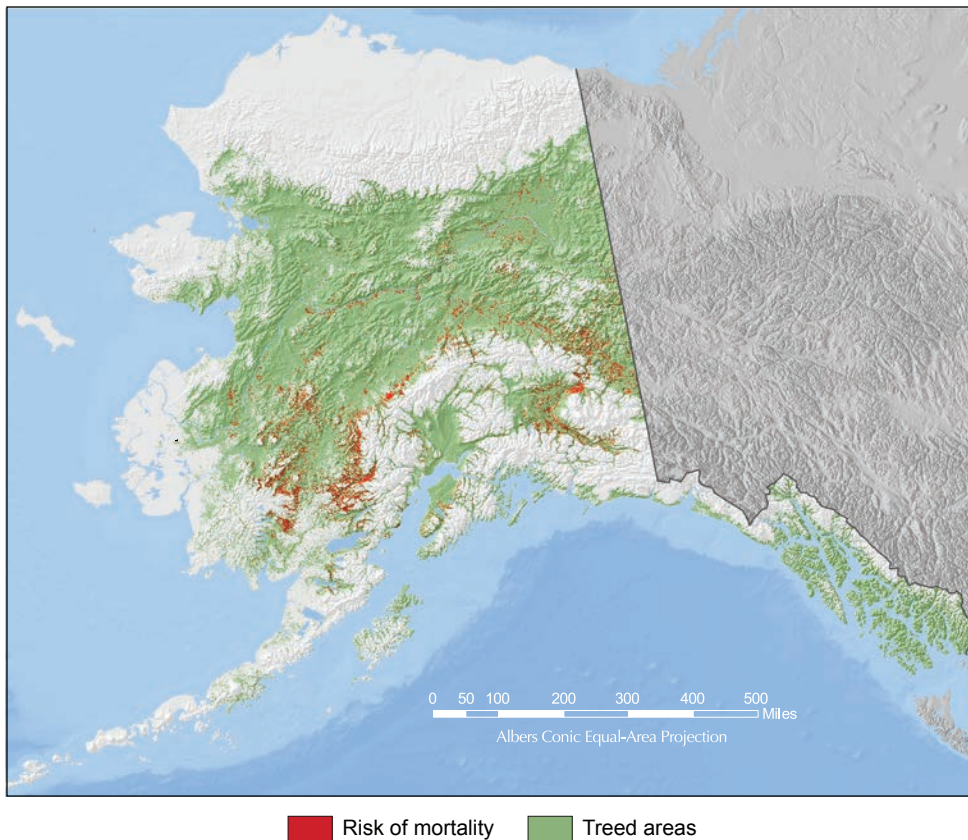 0 50 100 200 300 400 500
Miles
Albers Conic Equal-Area Projection
Risk of mortality Treed areas